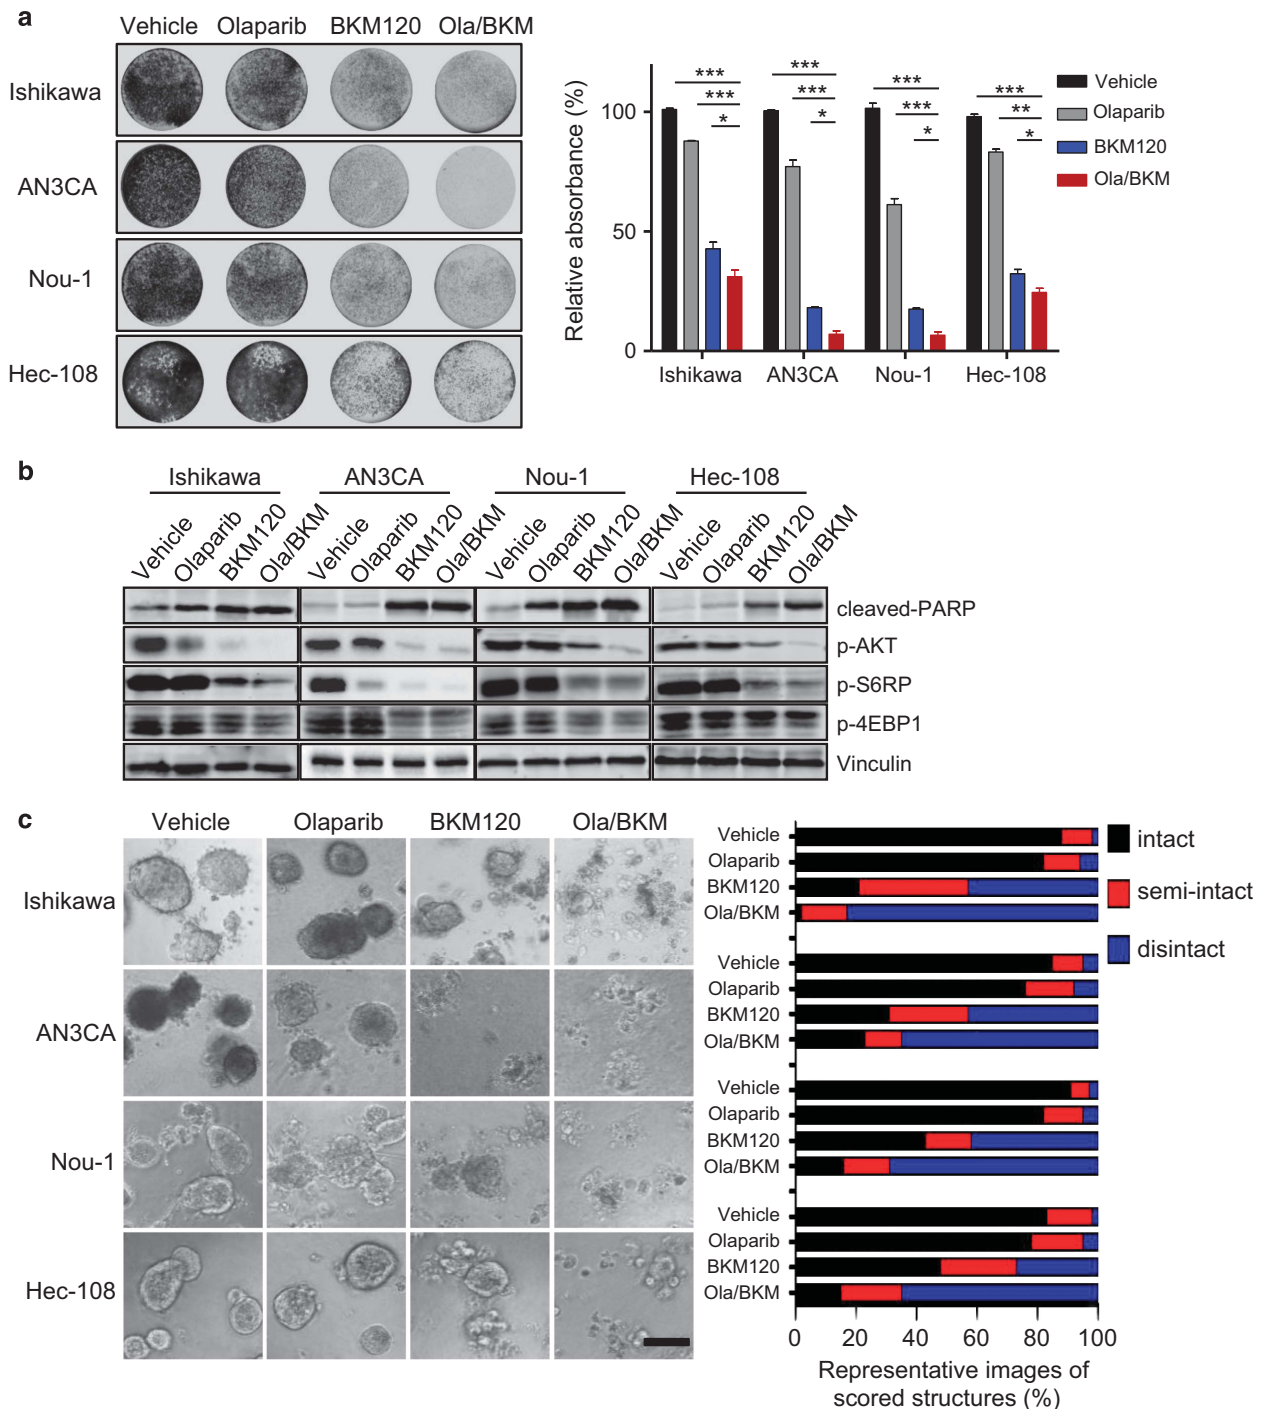 a
Vehicle Olaparib BKM120 Ola/BKM
Ishikawa
AN3CA
Nou-1
Hec-108
Relative absorbance (%)
100
50
0
*** *** *
*** *** *
*** *** *
*** ** *
Ishikawa AN3CA Nou-1 Hec-108
Vehicle
Olaparib
BKM120
Ola/BKM
b
Ishikawa AN3CA Nou-1 Hec-108
Vehicle Olaparib BKM120 Ola/BKM Vehicle Olaparib BKM120 Ola/BKM Vehicle Olaparib BKM120 Ola/BKM Vehicle Olaparib BKM120 Ola/BKM
cleaved-PARP
p-AKT
p-S6RP
p-4EBP1
Vinculin
c
Vehicle Olaparib BKM120 Ola/BKM
Ishikawa
AN3CA
Nou-1
Hec-108
Vehicle
Olaparib
BKM120
Ola/BKM
Vehicle
Olaparib
BKM120
Ola/BKM
Vehicle
Olaparib
BKM120
Ola/BKM
Vehicle
Olaparib
BKM120
Ola/BKM
0 20 40 60 80 100
Representative images of
scored structures (%)
intact
semi-intact
disintact